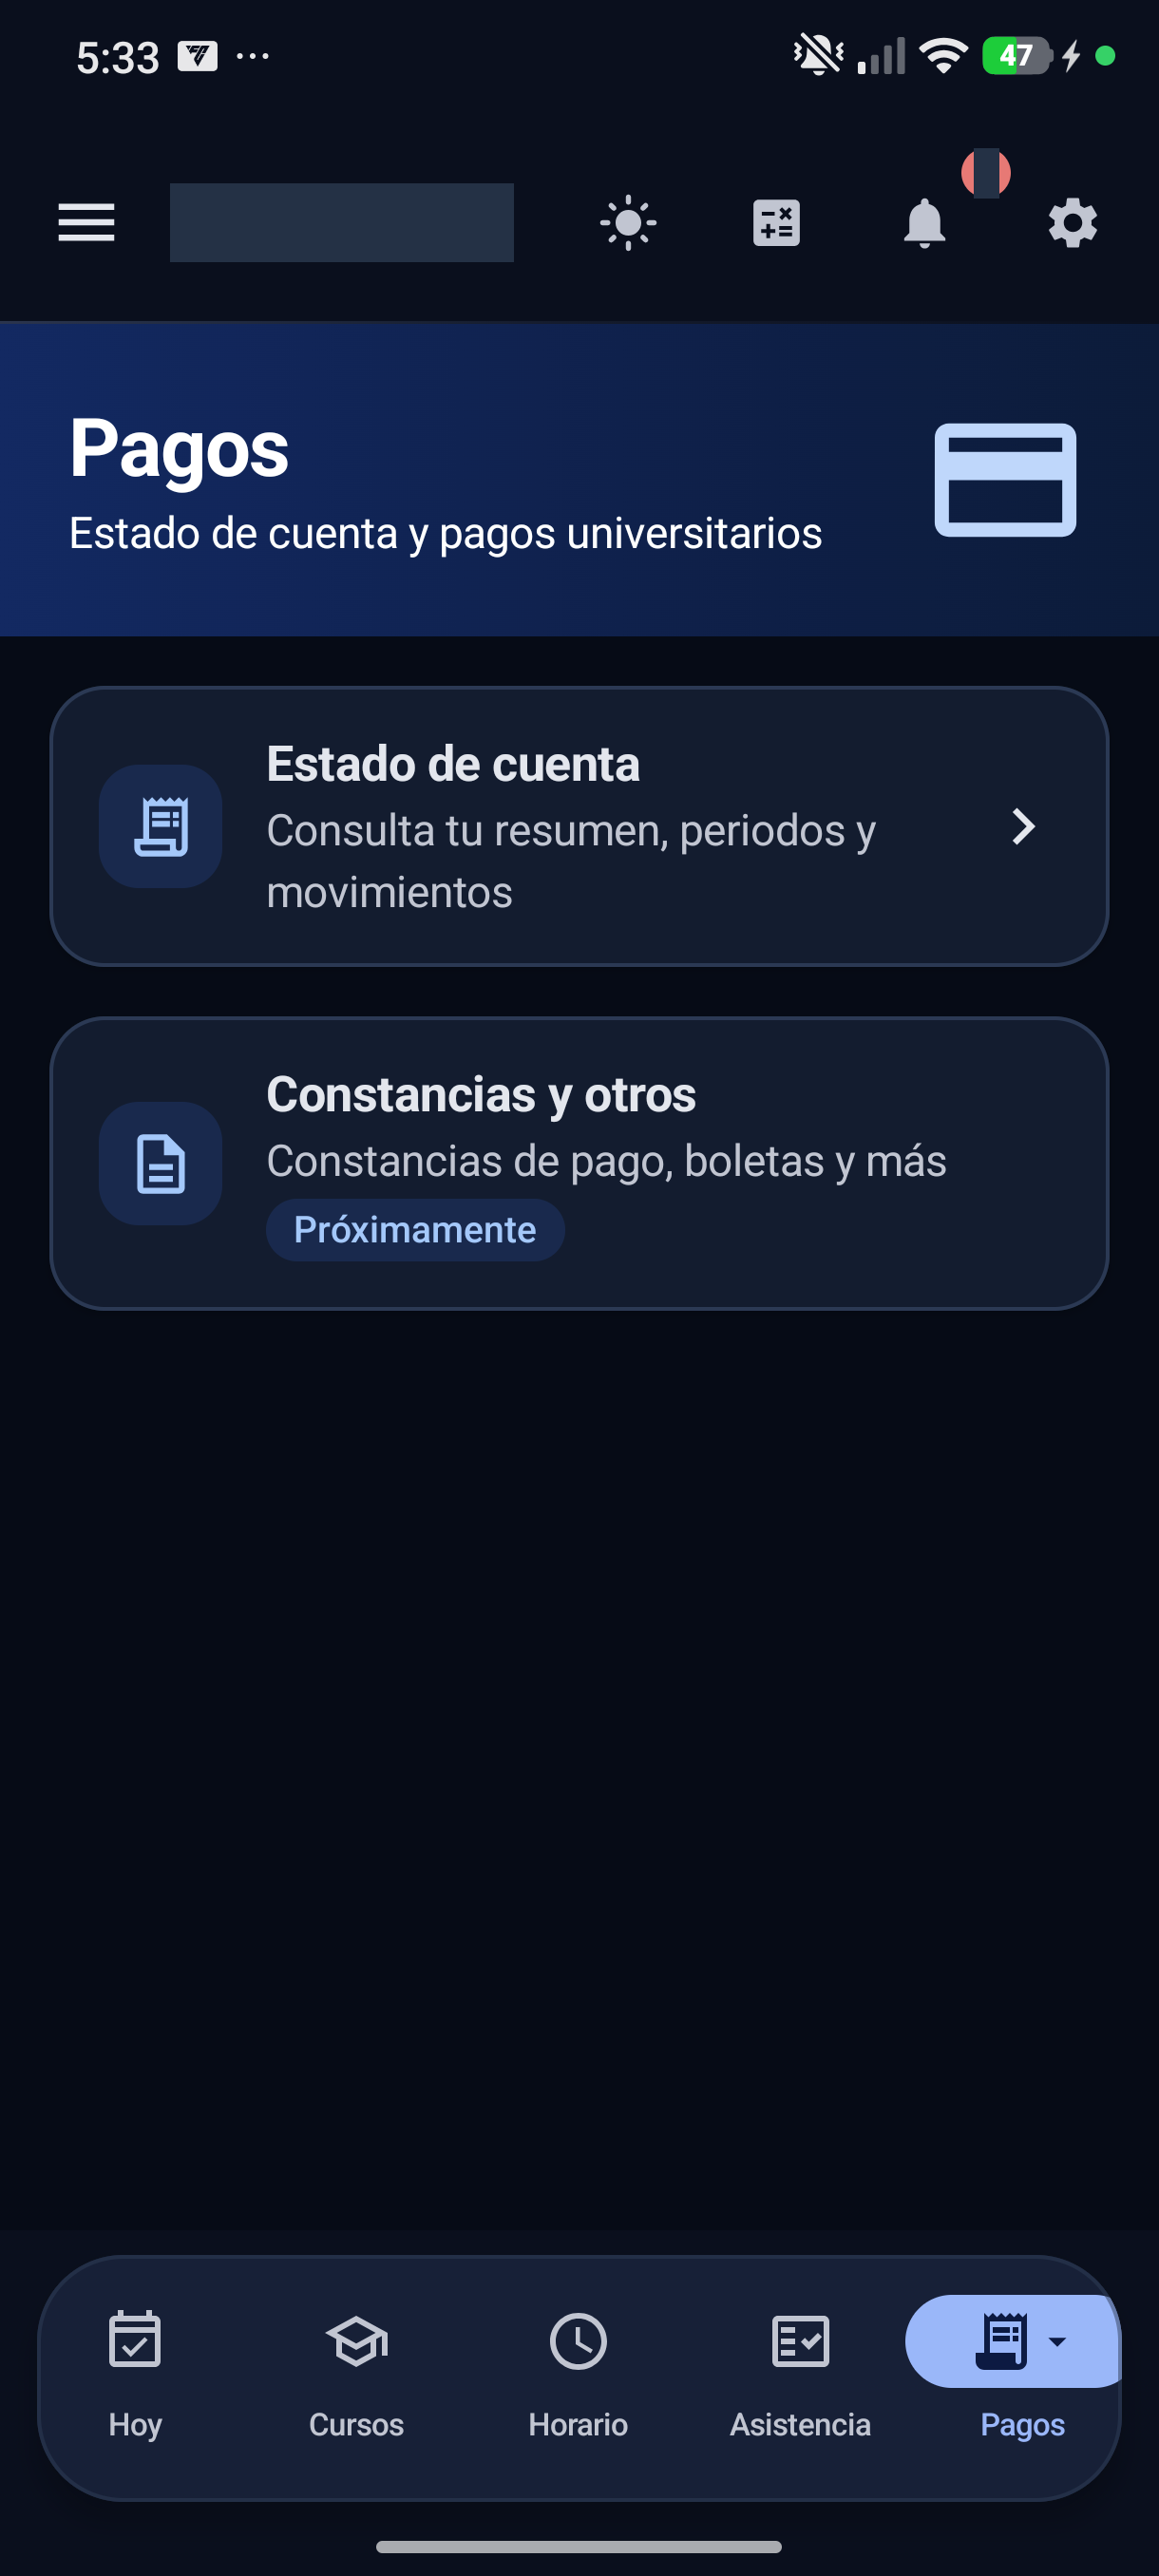 5:33
47
Pagos
Estado de cuenta y pagos universitarios
Estado de cuenta
Consulta tu resumen, periodos y
movimientos
Constancias y otros
Constancias de pago, boletas y más
Próximamente
Hoy
Cursos
Horario
Asistencia
Pagos